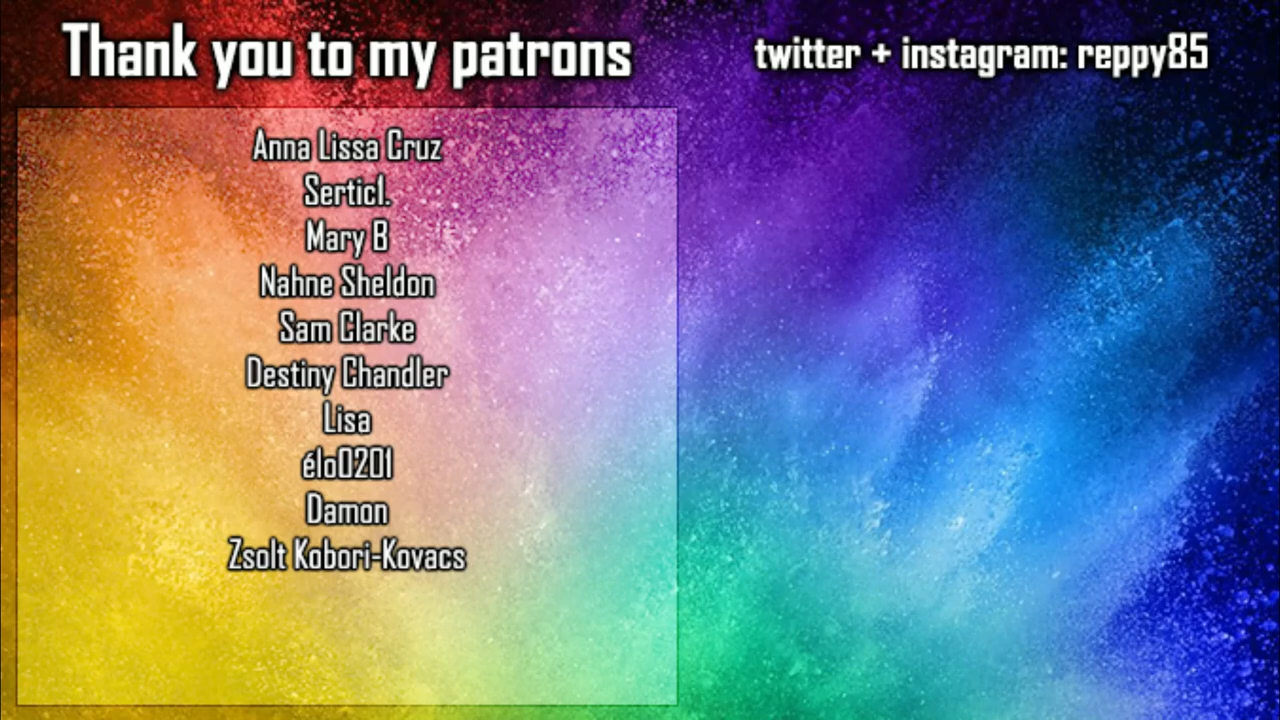 Thank you to my patrons
twitter + instagram: reppy85
Anna Lissa Cruz
Serticl.
Mary B
Nahne Sheldon
Sam Clarke
Destiny Chandler
Lisa
élo0201
Damon
Zsolt Kobori-Kovacs